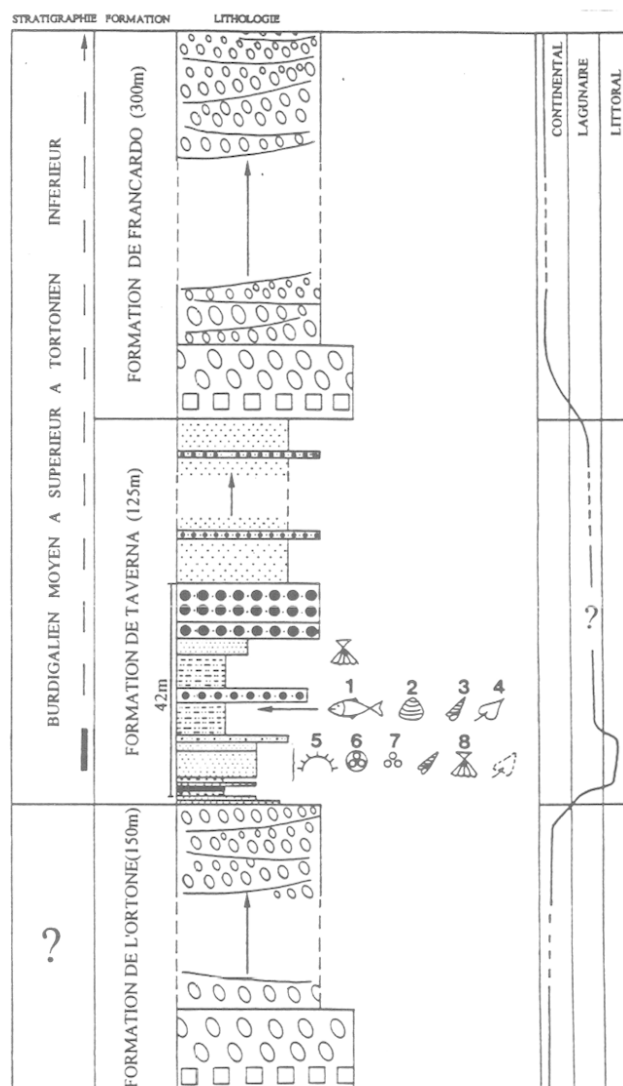 STRATIGRAPHIE FORMATION LITHOLOGIE
CONTINENTAL
LAGUNAIRE
LITTORAL
BURDIGALIEN MOYEN A SUPERIEUR A TORTONIEN INFERIEUR
FORMATION DE FRANCARDO (300m)
FORMATION DE TAVERNA (125m)
42m
?
1 2 3 4
5 6 7 8
?
FORMATION DE L'ORTONE(150m)